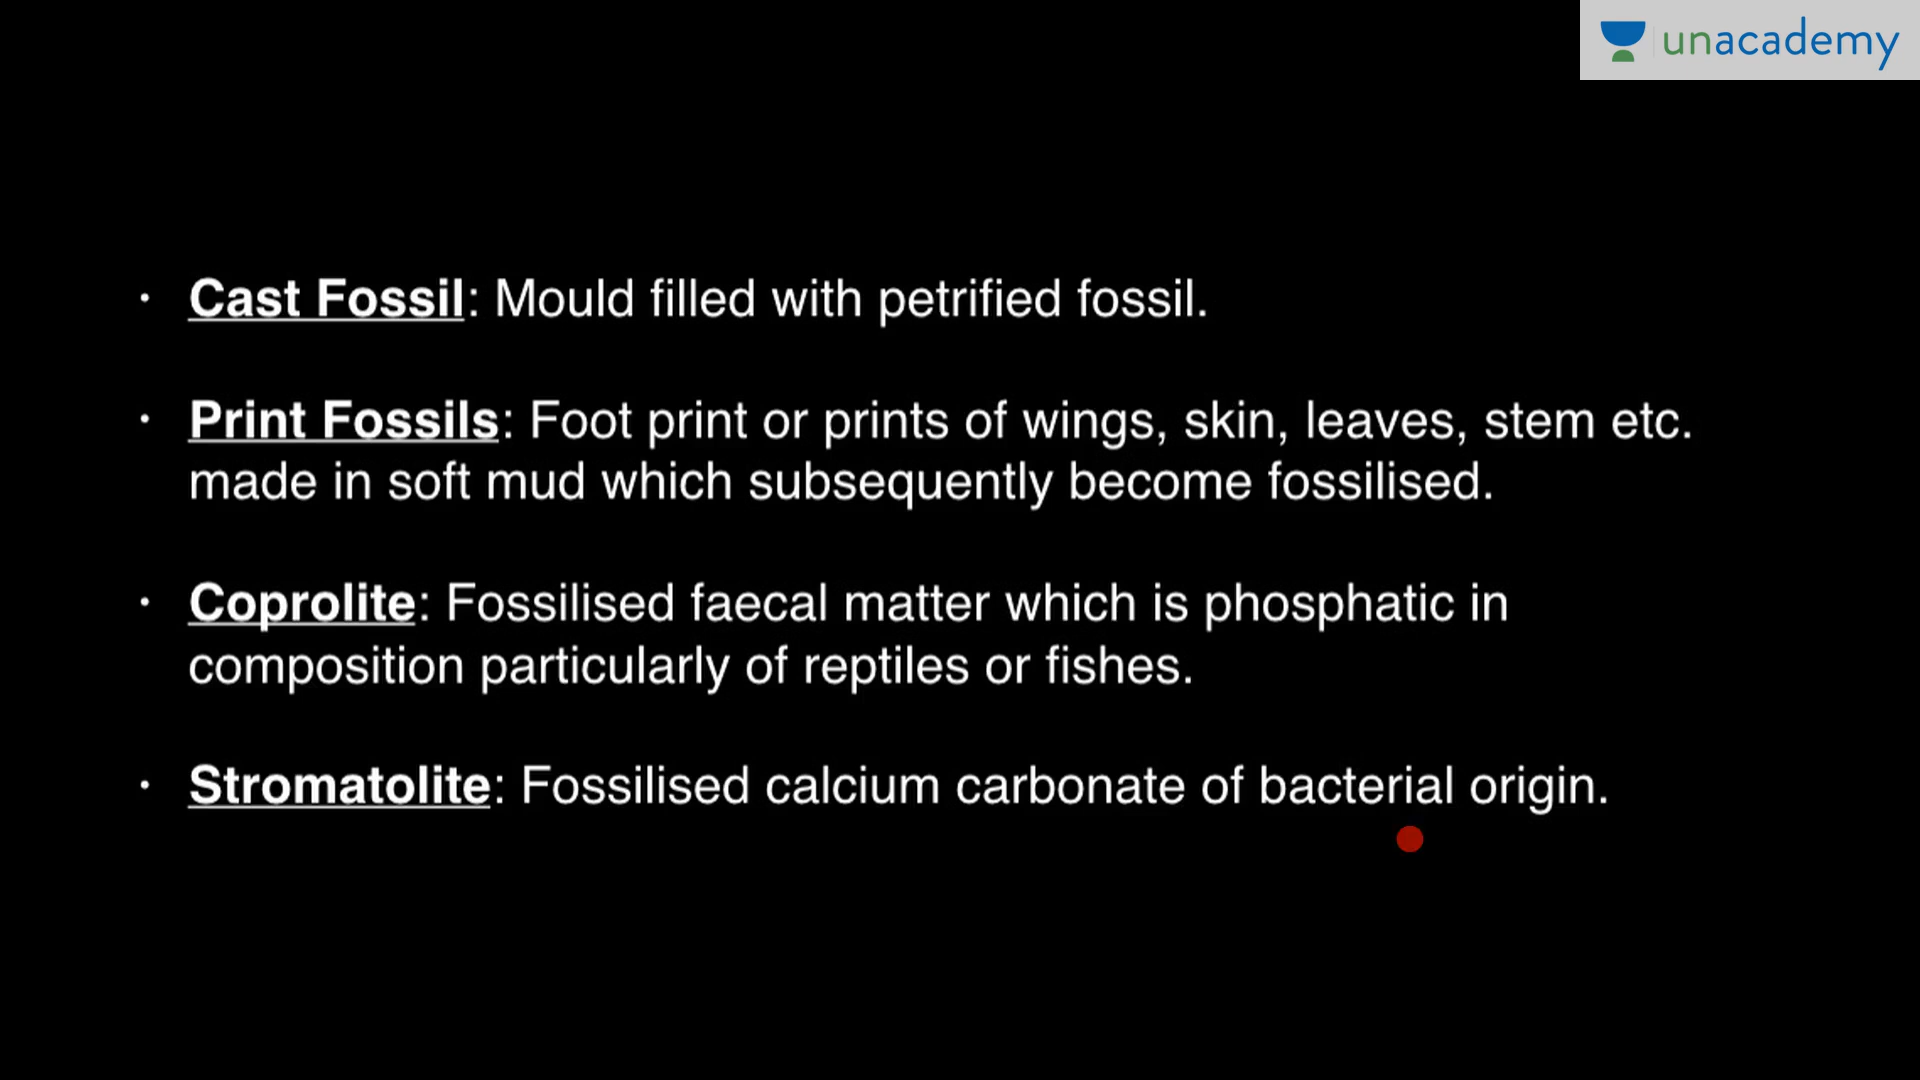 unacademy
• Cast Fossil: Mould filled with petrified fossil.
• Print Fossils: Foot print or prints of wings, skin, leaves, stem etc.
made in soft mud which subsequently become fossilised.
• Coprolite: Fossilised faecal matter which is phosphatic in
composition particularly of reptiles or fishes.
• Stromatolite: Fossilised calcium carbonate of bacterial origin.